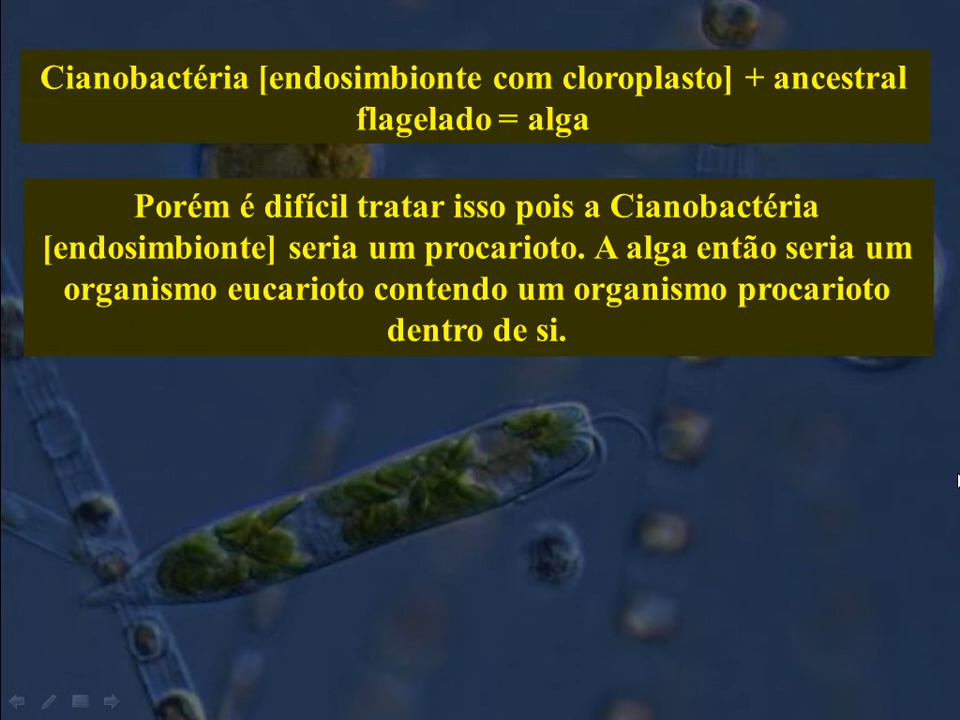 Cianobactéria [endosimbionte com cloroplasto] + ancestral
flagelado = alga
Porém é difícil tratar isso pois a Cianobactéria
[endosimbionte] seria um procarioto. A alga então seria um
organismo eucarioto contendo um organismo procarioto
dentro de si.